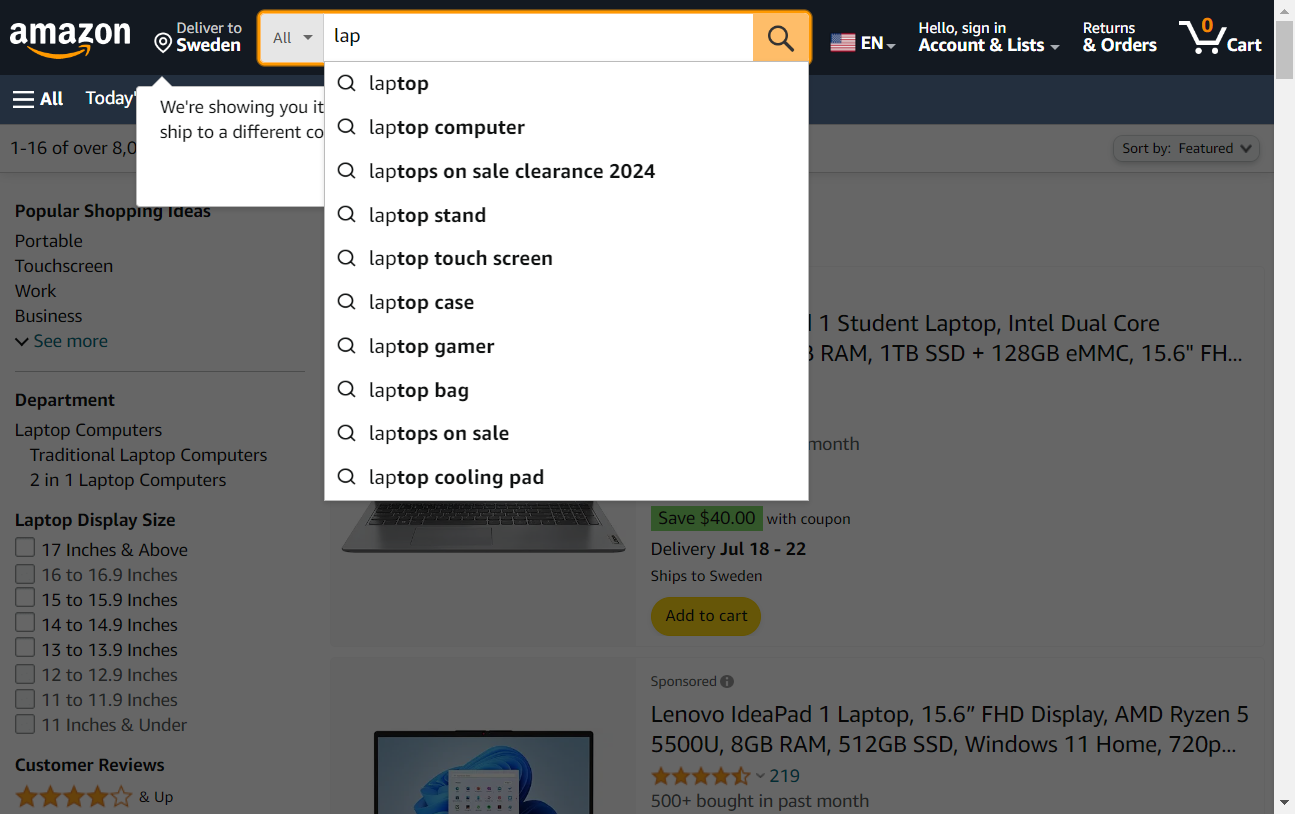 amazon
Deliver to
Sweden
All
lap
EN
Hello, sign in
Account & Lists
Returns
& Orders
0
Cart
All
Today'
We're showing you it
ship to a different co
laptop
laptop computer
laptops on sale clearance 2024
laptop stand
laptop touch screen
laptop case
laptop gamer
laptop bag
laptops on sale
laptop cooling pad
1-16 of over 8,0
Sort by: Featured
Popular Shopping Ideas
Portable
Touchscreen
Work
Business
See more
Department
Laptop Computers
Traditional Laptop Computers
2 in 1 Laptop Computers
Laptop Display Size
17 Inches & Above
16 to 16.9 Inches
15 to 15.9 Inches
14 to 14.9 Inches
13 to 13.9 Inches
12 to 12.9 Inches
11 to 11.9 Inches
11 Inches & Under
Customer Reviews
& Up
1 Student Laptop, Intel Dual Core
RAM, 1TB SSD + 128GB eMMC, 15.6" FH...
month
Save $40.00 with coupon
Delivery Jul 18 - 22
Ships to Sweden
Add to cart
Sponsored
Lenovo IdeaPad 1 Laptop, 15.6” FHD Display, AMD Ryzen 5
5500U, 8GB RAM, 512GB SSD, Windows 11 Home, 720p...
219
500+ bought in past month